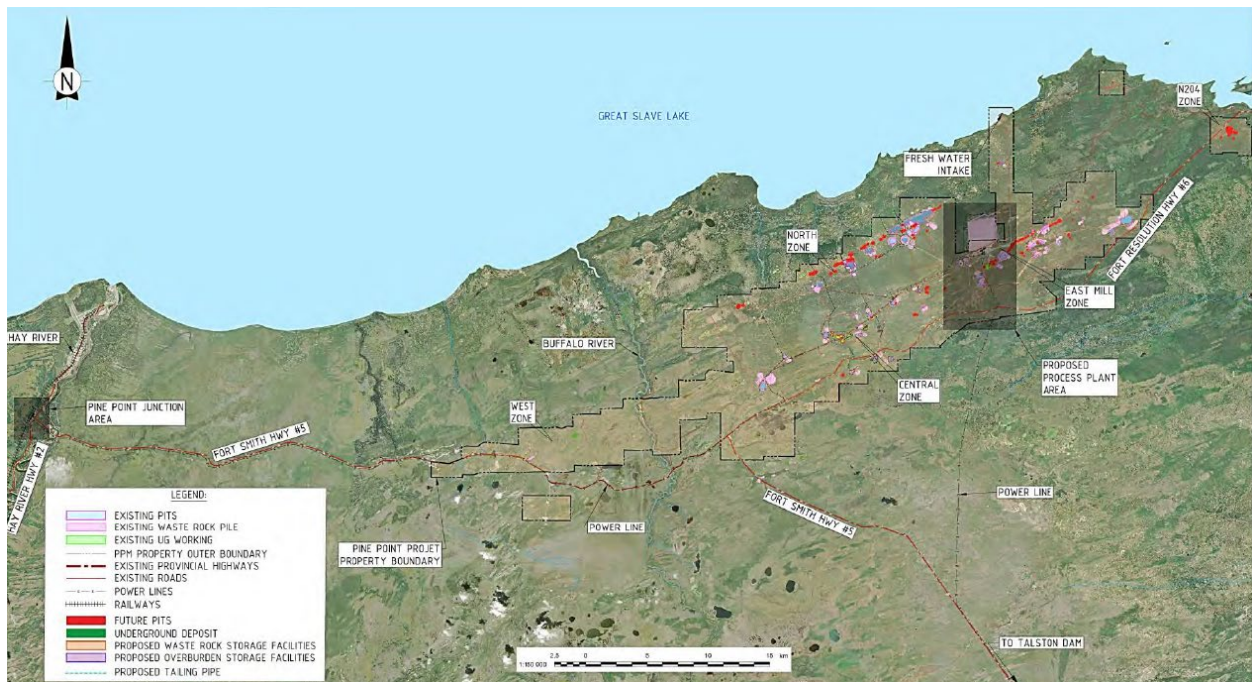 N
GREAT SLAVE LAKE
N204
ZONE
FRESH WATER
INTAKE
FORT RESOLUTION HWY #6
NORTH
ZONE
EAST MILL
ZONE
HAY RIVER
BUFFALO RIVER
PROPOSED
PROCESS PLANT
AREA
CENTRAL
ZONE
PINE POINT JUNCTION
AREA
WEST
ZONE
FORT SMITH HWY #5
HAY RIVER HWY #2
POWER LINE
FORT SMITH HWY #5
POWER LINE
PINE POINT PROJET
PROPERTY BOUNDARY
TO TALSTON DAM
LEGEND:
EXISTING PITS
EXISTING WASTE ROCK PILE
EXISTING UG WORKING
PPM PROPERTY OUTER BOUNDARY
EXISTING PROVINCIAL HIGHWAYS
EXISTING ROADS
POWER LINES
RAILWAYS
FUTURE PITS
UNDERGROUND DEPOSIT
PROPOSED WASTE ROCK STORAGE FACILITIES
PROPOSED OVERBURDEN STORAGE FACILITIES
PROPOSED TAILING PIPE
2.5 0 5 10 15 km